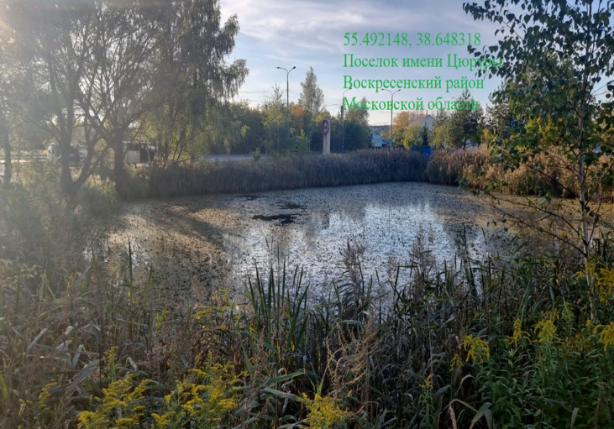 55.492148, 38.648318
Поселок имени Цюрупы
Воскресенский район
Московской области